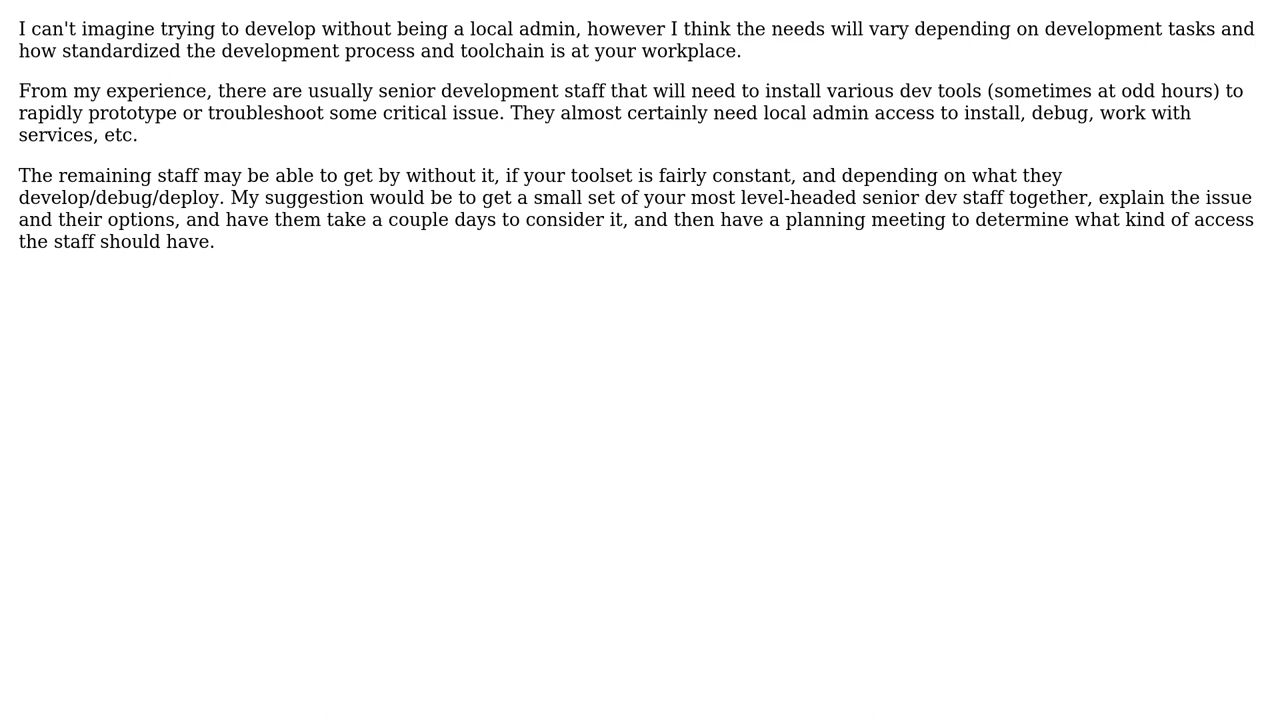 I can't imagine trying to develop without being a local admin, however I think the needs will vary depending on development tasks and
how standardized the development process and toolchain is at your workplace.
From my experience, there are usually senior development staff that will need to install various dev tools (sometimes at odd hours) to
rapidly prototype or troubleshoot some critical issue. They almost certainly need local admin access to install, debug, work with
services, etc.
The remaining staff may be able to get by without it, if your toolset is fairly constant, and depending on what they
develop/debug/deploy. My suggestion would be to get a small set of your most level-headed senior dev staff together, explain the issue
and their options, and have them take a couple days to consider it, and then have a planning meeting to determine what kind of access
the staff should have.